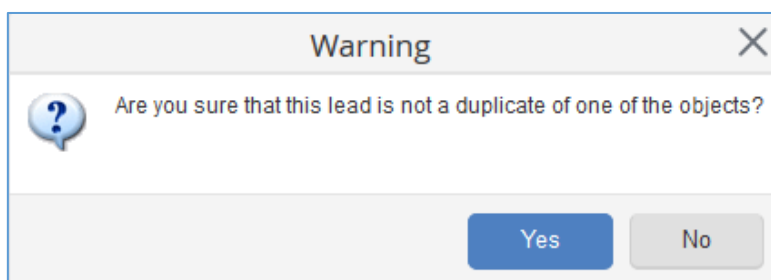 Warning
Are you sure that this lead is not a duplicate of one of the objects?
Yes No